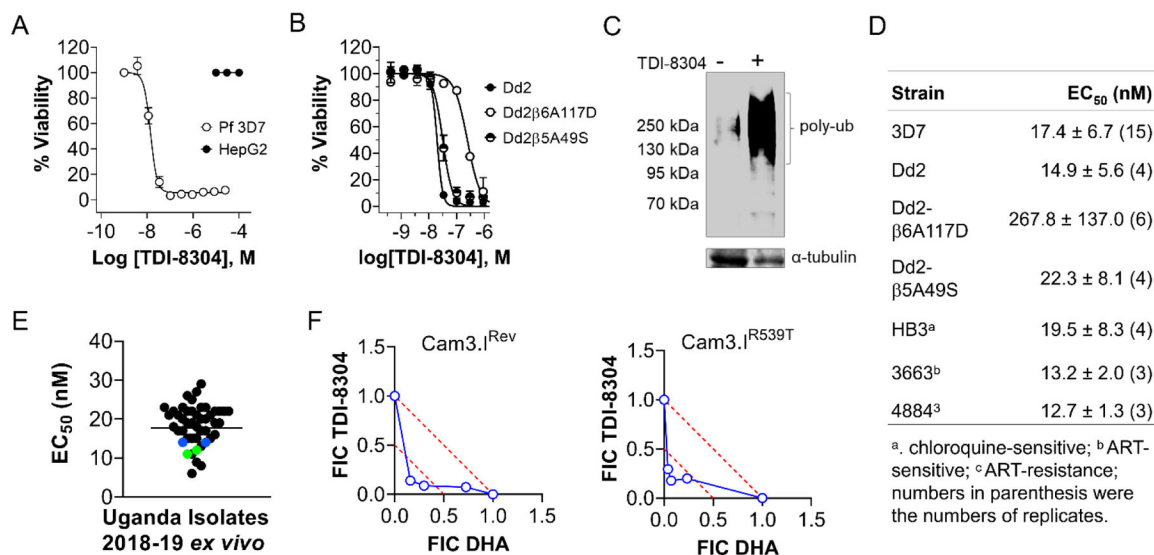 A
% Viability
120
100
80
60
40
20
0
-10
-8
-6
-4
Log [TDI-8304], M
Pf 3D7
HepG2
B
% Viability
120
100
80
60
40
20
0
-9
-8
-7
-6
log[TDI-8304], M
Dd2
Dd2β6A117D
Dd2β5A49S
C
TDI-8304 - +
250 kDa
130 kDa
95 kDa
70 kDa
poly-ub
α-tubulin
D
Strain EC50 (nM)
3D7 17.4 ± 6.7 (15)
Dd2 14.9 ± 5.6 (4)
Dd2-
β6A117D 267.8 ± 137.0 (6)
Dd2-
β5A49S 22.3 ± 8.1 (4)
HB3a 19.5 ± 8.3 (4)
3663b 13.2 ± 2.0 (3)
4884³ 12.7 ± 1.3 (3)
a. chloroquine-sensitive; b ART-
sensitive; c ART-resistance;
numbers in parenthesis were
the numbers of replicates.
E
EC50 (nM)
40
30
20
10
0
Uganda Isolates
2018-19 ex vivo
F
Cam3.IRev
FIC TDI-8304
1.5
1.0
0.5
0.0
0.0 0.5 1.0 1.5
FIC DHA
Cam3.IR539T
FIC TDI-8304
1.5
1.0
0.5
0.0
0.0 0.5 1.0 1.5
FIC DHA